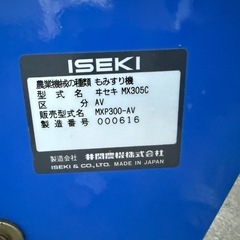 ISEKI
農業機械の種類 もみすり機
型式名 ヰセキ MX305C
区分 AV
販売型式名 MXP300-AV
製造番号 000616
製造会社 井関農機株式会社
ISEKI & CO., LTD. MADE IN JAPAN